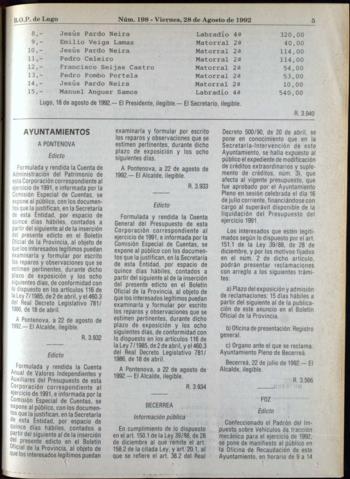 B.O.P. de Lugo
Núm. 198 - Viernes, 28 de Agosto de 1992
5
8,- Jesús Pardo Neira Labradío 4ª 320,00
9,- Emilio Veiga Lamas Matorral 2ª 40,00
10,- Jesús Pardo Neira Matorral 2ª 114,00
11,- Pedro Celeiro Matorral 2ª 114,00
12,- Francisco Seijas Castro Matorral 2ª 54,00
13,- Pedro Fombo Portela Matorral 2ª 53,00
14,- Jesús Pardo Neira Matorral 2ª 10,00
15,- Manuel Anguar Samos Labradío 4ª 540,00
Lugo, 18 de agosto de 1992.— El Presidente, ilegible.— El Secretario, ilegible.
R. 3.940
AYUNTAMIENTOS
A PONTENOVA
Edicto
Formulada y rendida la Cuenta de
Administración del Patrimonio de
esta Corporación correspondiente al
ejercicio de 1991, e informada por la
Comisión Especial de Cuentas, se
expone al público, con los documen-
tos que la justifican, en la Secretaría
de esta Entidad, por espacio de
quince días hábiles, contados a
partir del siguiente al de la inserción
del presente edicto en el Boletín
Oficial de la Provincia, al objeto de
que los interesados legítimos puedan
examinarla y formular por escrito
los reparos y observaciones que se
estimen pertinentes, durante dicho
plazo de exposición y los ocho
siguientes días, de conformidad con
lo dispuesto en los artículos 116 de
la Ley 7/1985, de 2 de abril, y el 460.3
del Real Decreto Legislativo 781/
1986, de 18 de abril.
A Pontenova, a 22 de agosto de
1992.— El Alcalde, ilegible.
R. 3.932
Edicto
Formulada y rendida la Cuenta
Anual de Valores Independientes y
Auxiliares del Presupuesto de esta
Corporación correspondiente al
ejercicio de 1991, e informada por la
Comisión Especial de Cuentas, se
expone al público con los documen-
tos que la justifican, en la Secretaría
de esta Entidad, por espacio de
quince días hábiles, contados a
partir del siguiente al de la inserción
del presente edicto en el Boletín
Oficial de la Provincia, al objeto de
que los interesados legítimos puedan
examinarla y formular por escrito
los reparos y observaciones que se
estimen pertinentes, durante dicho
plazo de exposición y los ocho
siguientes días.
A Pontenova, a 22 de agosto de
1992.— El Alcalde, ilegible.
R. 3.933
Edicto
Formulada y rendida la Cuenta
General del Presupuesto de esta
Corporación correspondiente al
ejercicio de 1991, e informada por la
Comisión Especial de Cuentas, se
expone al público con los documen-
tos que la justifican, en la Secretaría
de esta Entidad, por espacio de
quince días hábiles, contados a
partir del siguiente al de la inserción
del presente edicto en el Boletín
Oficial de la Provincia, al objeto de
que los interesados legítimos puedan
examinarla y formular por escrito
los reparos y observaciones que se
estimen pertinentes, durante dicho
plazo de exposición y los ocho
siguientes días, de conformidad con
lo dispuesto en los artículos 116 de
la Ley 7/1985, de 2 de abril, y el 460.3
del Real Decreto Legislativo 781/
1986, de 18 de abril.
A Pontenova, a 22 de agosto de
1992.— El Alcalde, ilegible.
R. 3.934
BECERREA
Información pública
En cumplimiento de lo dispuesto
en el art. 150.1 de la Ley 39/88, de 28
de diciembre al que remite el art.
158.2 de la citada Ley, y art. 20.1, al
que se refiere el art. 38.2 del Real
Decreto 500/90, de 20 de abril, se
pone en conocimiento que en la
Secretaría-Intervención de este
Ayuntamiento, se halla expuesto al
público el expediente de modificación
de créditos extraordinarios y suple-
mento de créditos, núm. 3, que
afecta al vigente presupuesto, que
fue aprobado por el Ayuntamiento
Pleno en sesión celebrada el día 16
de julio corriente, financiándose con
cargo al superávit disponible de la
liquidación del Presupuesto del
ejercicio 1991.
Los interesados que estén legiti-
mados según lo dispuesto por el art.
151.1 de la Ley 39/88, de 28 de
diciembre, y por los motivos fijados
en el núm. 2 de dicho artículo,
podrán presentar reclamaciones
con arreglo a los siguientes trámi-
tes:
a) Plazo de exposición y admisión
de reclamaciones: 15 días hábiles a
partir del siguiente al de la publica-
ción de este anuncio en el Boletín
Oficial de la Provincia.
b) Oficina de presentación: Registro
general.
c) Organo ante el que se reclama:
Ayuntamiento Pleno de Becerreá.
Becerreá, 22 de julio de 1992.— El
Alcalde, ilegible.
R. 3.566
FOZ
Edicto
Confeccionado el Padrón del Im-
puesto sobre Vehículos de tracción
mecánica para el ejercicio de 1992,
se pone de manifiesto al público en
la Oficina de Recaudación de este
Ayuntamiento, en horario de 9 a 14